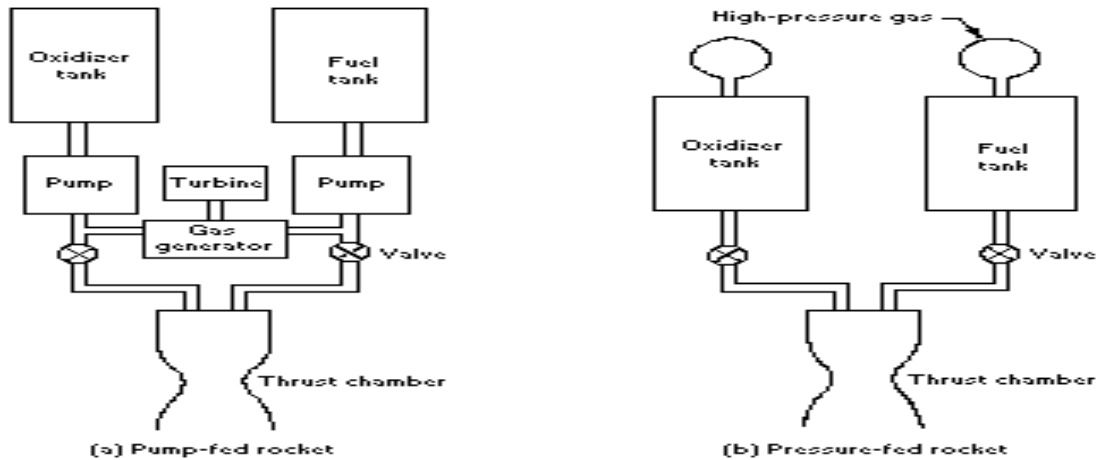 Oxidizer
tank
Fuel
tank
Pump
Turbine
Pump
Gas
generator
Valve
Thrust chamber
(a) Pump-fed rocket
High-pressure gas
Oxidizer
tank
Fuel
tank
Valve
Thrust chamber
(b) Pressure-fed rocket